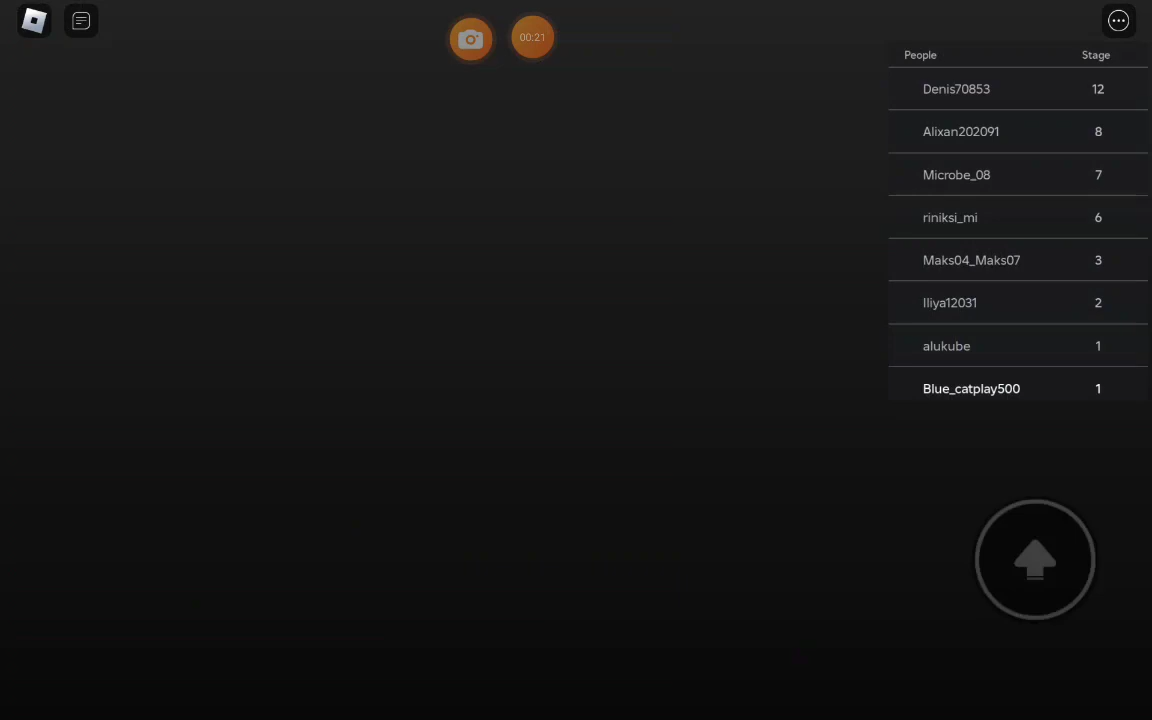 00:21
People Stage
Denis70853 12
Alixan202091 8
Microbe_08 7
riniksi_mi 6
Maks04_Maks07 3
Iliya12031 2
alukube 1
Blue_catplay500 1